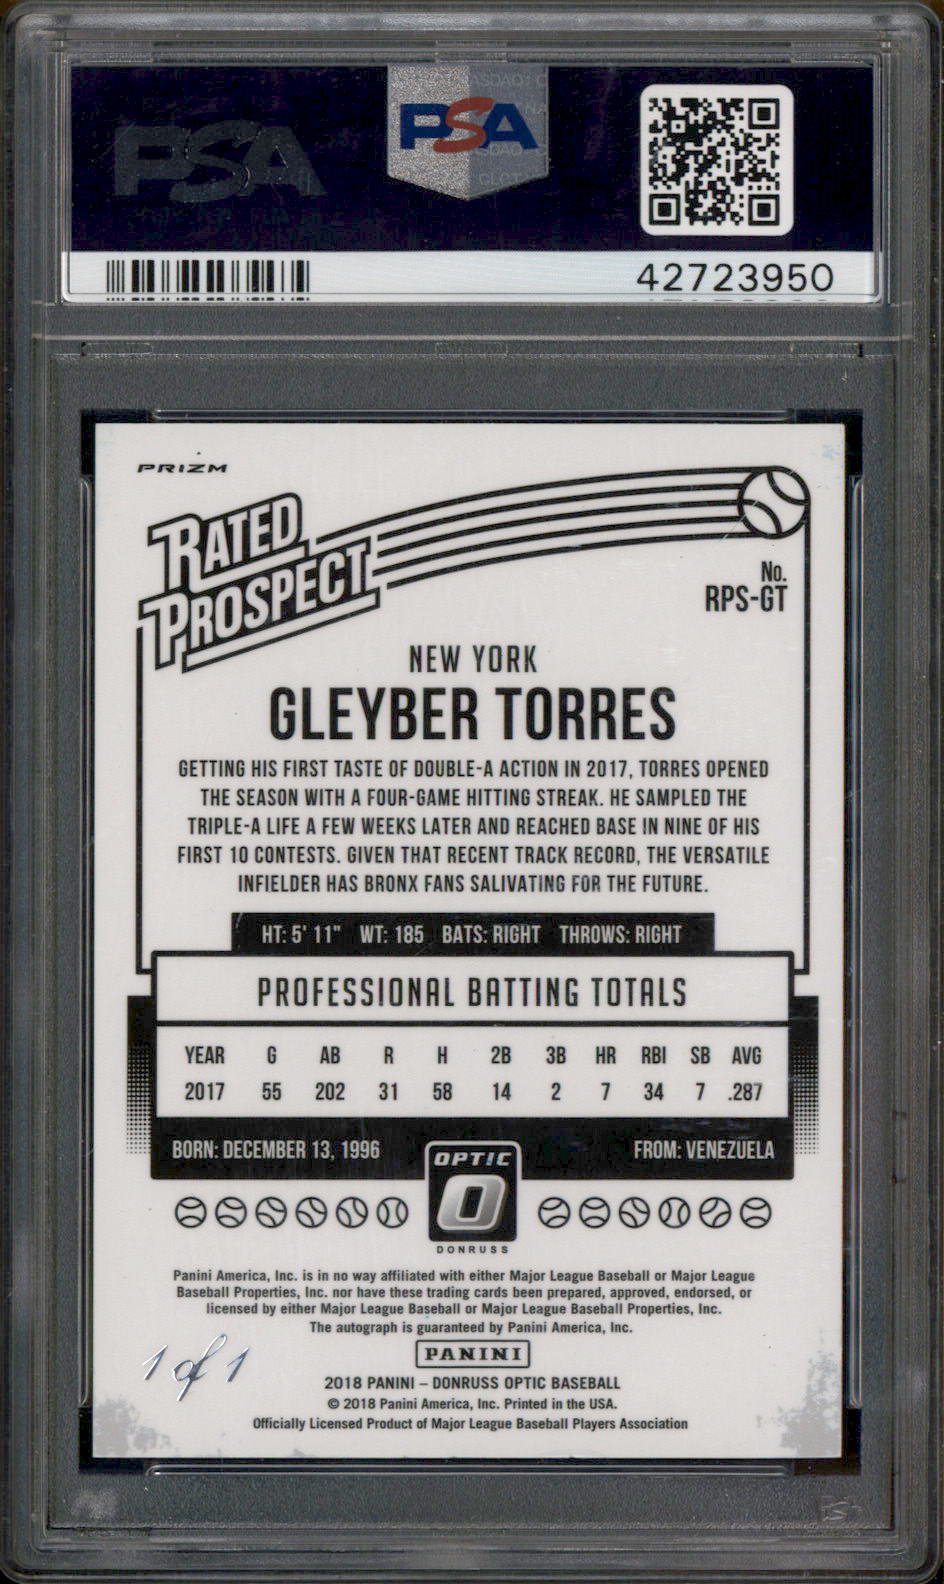 PSA
PSA
42723950
PRIZM
RATED
PROSPECT
No.
RPS-GT
NEW YORK
GLEYBER TORRES
GETTING HIS FIRST TASTE OF DOUBLE-A ACTION IN 2017, TORRES OPENED
THE SEASON WITH A FOUR-GAME HITTING STREAK. HE SAMPLED THE
TRIPLE-A LIFE A FEW WEEKS LATER AND REACHED BASE IN NINE OF HIS
FIRST 10 CONTESTS. GIVEN THAT RECENT TRACK RECORD, THE VERSATILE
INFIELDER HAS BRONX FANS SALIVATING FOR THE FUTURE.
HT: 5' 11" WT: 185 BATS: RIGHT THROWS: RIGHT
PROFESSIONAL BATTING TOTALS
YEAR G AB R H 2B 3B HR RBI SB AVG
2017 55 202 31 58 14 2 7 34 7 .287
BORN: DECEMBER 13, 1996 FROM: VENEZUELA
OPTIC
DONRUSS
Panini America, Inc. is in no way affiliated with either Major League Baseball or Major League
Baseball Properties, Inc. nor have these trading cards been prepared, approved, endorsed, or
licensed by either Major League Baseball or Major League Baseball Properties, Inc.
The autograph is guaranteed by Panini America, Inc.
PANINI
1 of 1
2018 PANINI – DONRUSS OPTIC BASEBALL
© 2018 Panini America, Inc. Printed in the USA.
Officially Licensed Product of Major League Baseball Players Association